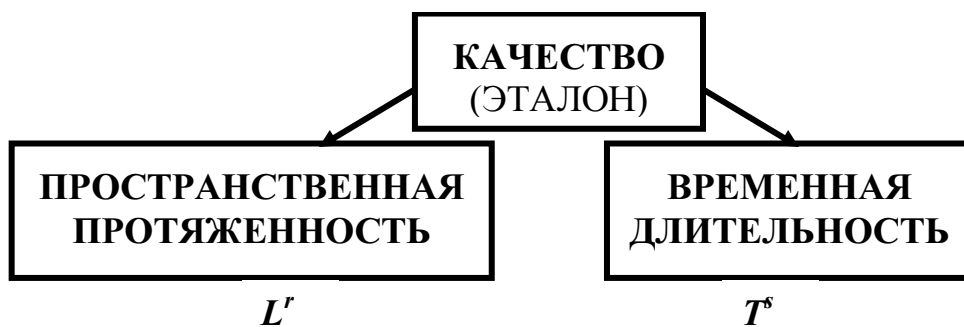 КАЧЕСТВО
(ЭТАЛОН)
ПРОСТРАНСТВЕННАЯ
ПРОТЯЖЕННОСТЬ
ВРЕМЕННАЯ
ДЛИТЕЛЬНОСТЬ
L^r
T^s